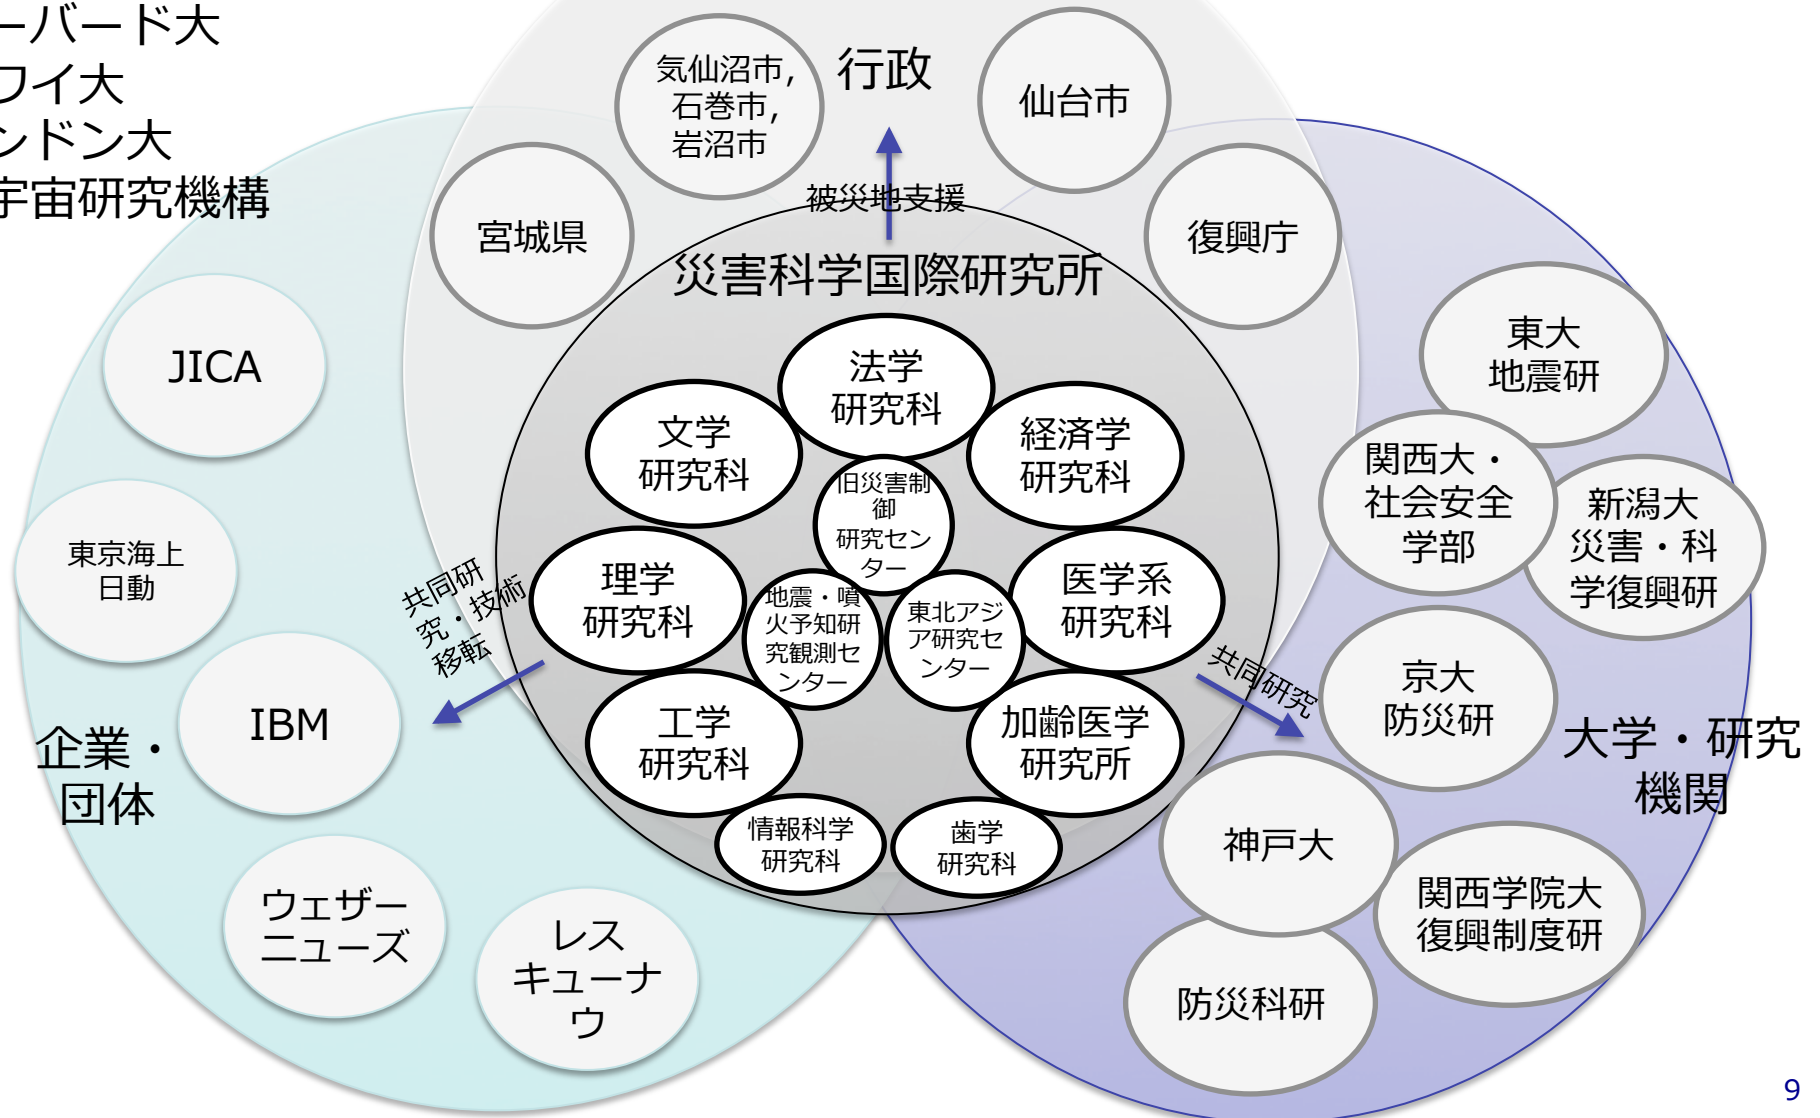 ーバード大
ワイ大
ンドン大
宇宙研究機構
行政
気仙沼市,
石巻市,
岩沼市
仙台市
宮城県
復興庁
被災地支援
災害科学国際研究所
法学
研究科
文学
研究科
経済学
研究科
旧災害制
御
研究セン
ター
理学
研究科
医学系
研究科
地震・噴
火予知研
究観測セ
ンター
東北アジ
ア研究セ
ンター
工学
研究科
加齢医学
研究所
情報科学
研究科
歯学
研究科
共同研
究・技術
移転
共同研究
JICA
東京海上
日動
IBM
企業・
団体
ウェザー
ニューズ
レス
キューナ
ウ
東大
地震研
関西大・
社会安全
学部
新潟大
災害・科
学復興研
京大
防災研
大学・研究
機関
神戸大
関西学院大
復興制度研
防災科研
9